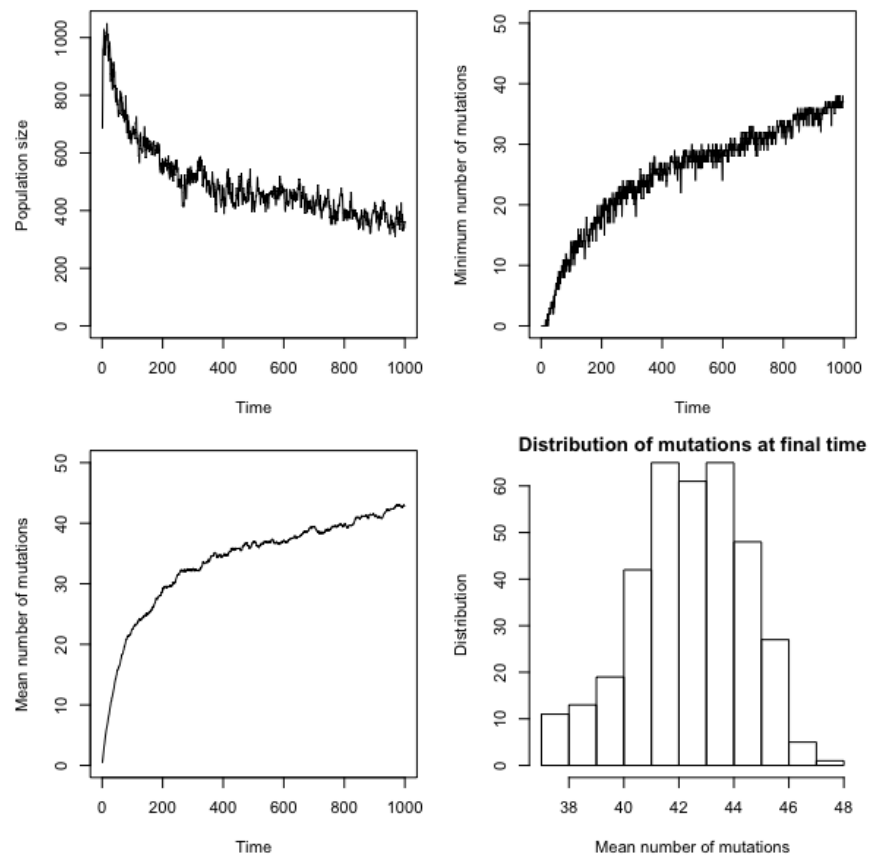 Population size
1000
800
600
400
200
0
0 200 400 600 800 1000
Time
Minimum number of mutations
50
40
30
20
10
0
0 200 400 600 800 1000
Time
Mean number of mutations
50
40
30
20
10
0
0 200 400 600 800 1000
Time
Distribution of mutations at final time
Distribution
60
50
40
30
20
10
0
38 40 42 44 46 48
Mean number of mutations